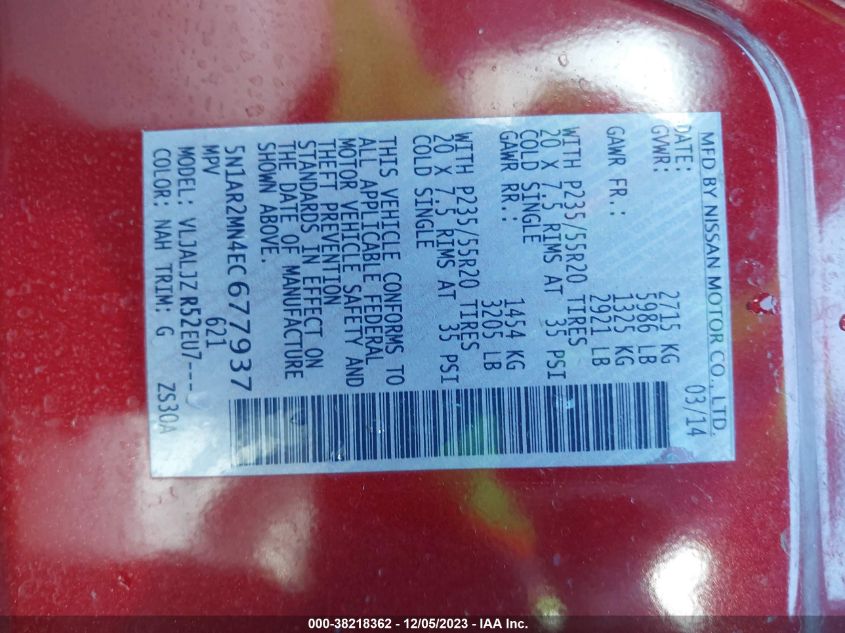 MFD BY NISSAN MOTOR CO., LTD.
DATE: 03/14
GVWR: 2715 KG
5986 LB
GAWR FR.: 1325 KG
2921 LB
WITH P235/55R20 TIRES
20 X 7.5 RIMS AT 35 PSI
COLD SINGLE
GAWR RR.: 1454 KG
3205 LB
WITH P235/55R20 TIRES
20 X 7.5 RIMS AT 35 PSI
COLD SINGLE
THIS VEHICLE CONFORMS TO
ALL APPLICABLE FEDERAL
MOTOR VEHICLE SAFETY AND
THEFT PREVENTION
STANDARDS IN EFFECT ON
THE DATE OF MANUFACTURE
SHOWN ABOVE.
5N1AR2MN4EC677937
MPV 621
MODEL: VLJALJZ R52EU7---
COLOR: NAH TRIM: G ZS30A
000-38218362 - 12/05/2023 - IAA Inc.